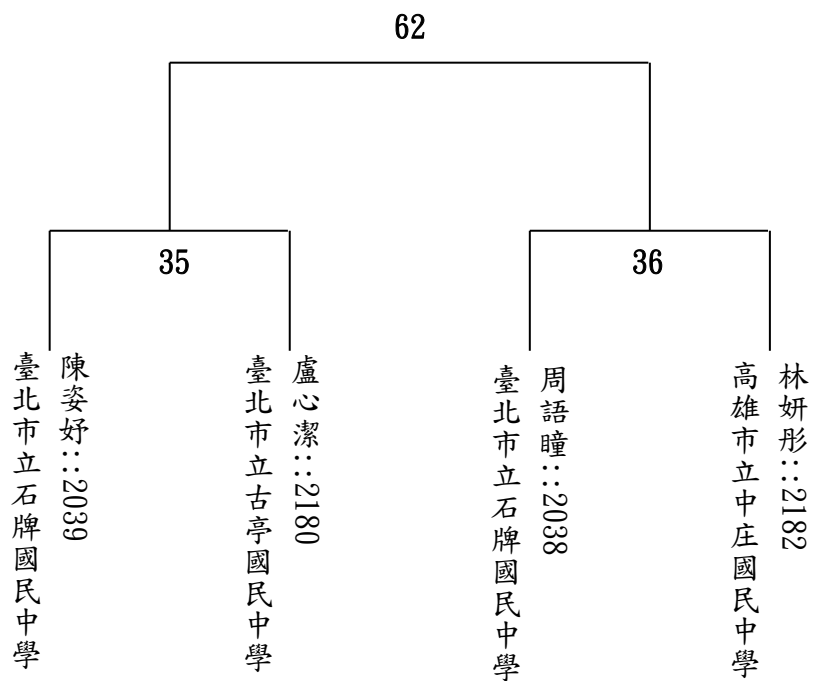 62
35
36
陳姿妤::2039
臺北市立石牌國民中學
盧心潔::2180
臺北市立古亭國民中學
周語瞳::2038
臺北市立石牌國民中學
林妍彤::2182
高雄市立中庄國民中學